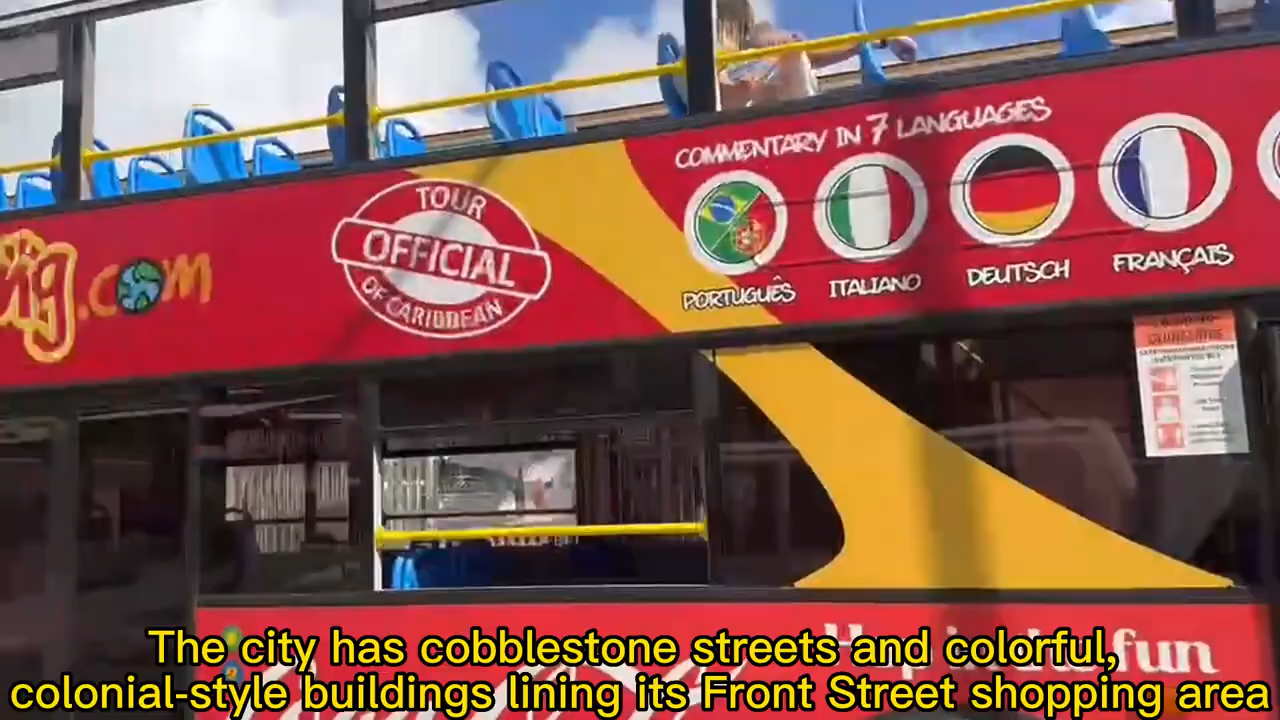 COMMENTARY IN 7 LANGUAGES
TOUR
OFFICIAL
OF CARIBBEAN
.com
PORTUGUÊS
ITALIANO
DEUTSCH
FRANÇAIS
fun
The city has cobblestone streets and colorful,
colonial-style buildings lining its Front Street shopping area